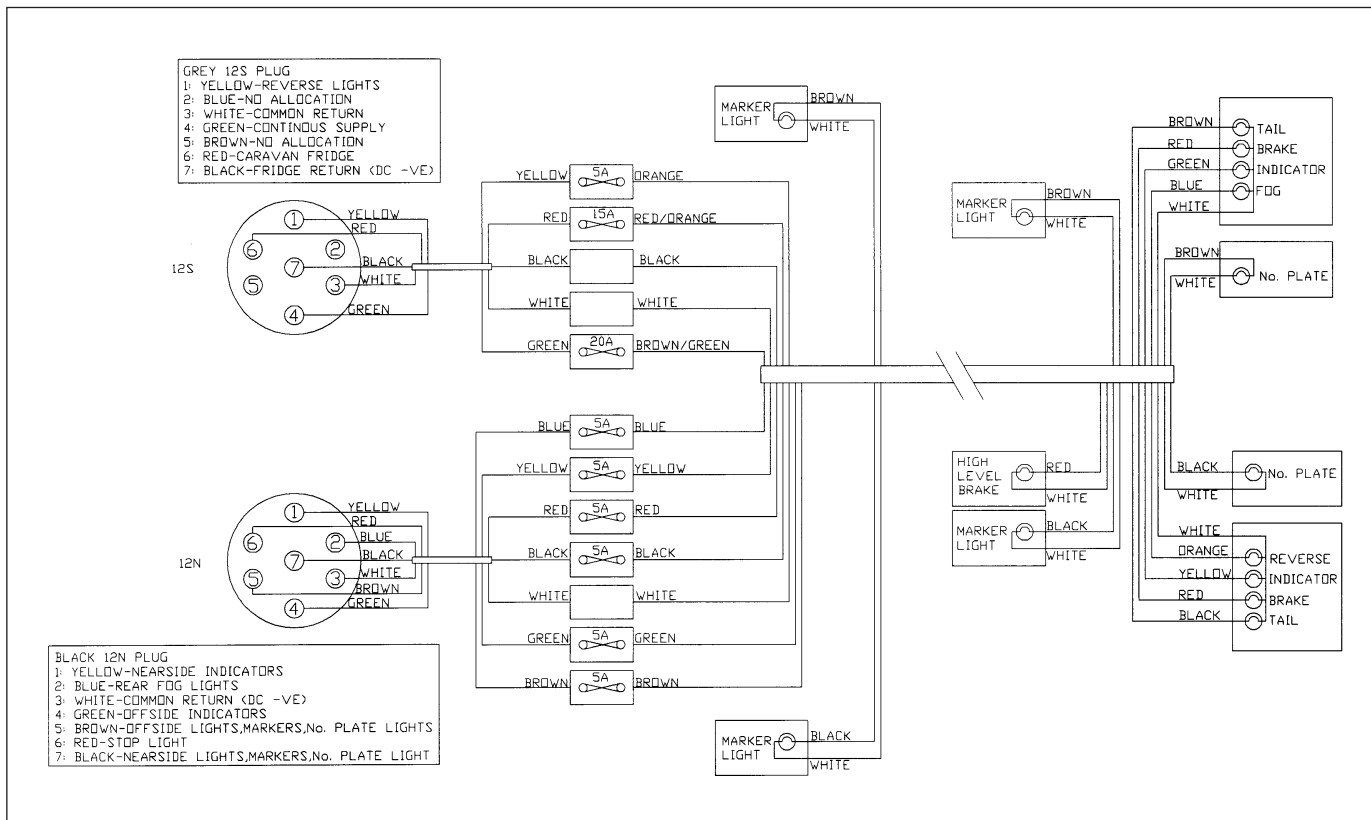 GREY 12S PLUG
1: YELLOW-REVERSE LIGHTS
2: BLUE-NO ALLOCATION
3: WHITE-COMMON RETURN
4: GREEN-CONTINOUS SUPPLY
5: BROWN-NO ALLOCATION
6: RED-CARAVAN FRIDGE
7: BLACK-FRIDGE RETURN (DC -VE)
12S
1
2
3
4
5
6
7
YELLOW
RED
BLACK
WHITE
GREEN
YELLOW 5A ORANGE
RED 15A RED/ORANGE
BLACK BLACK
WHITE WHITE
GREEN 20A BROWN/GREEN
12N
1
2
3
4
5
6
7
YELLOW
RED
BLUE
BLACK
WHITE
BROWN
GREEN
BLUE 5A BLUE
YELLOW 5A YELLOW
RED 5A RED
BLACK 5A BLACK
WHITE WHITE
GREEN 5A GREEN
BROWN 5A BROWN
BLACK 12N PLUG
1: YELLOW-NEARSIDE INDICATORS
2: BLUE-REAR FOG LIGHTS
3: WHITE-COMMON RETURN (DC -VE)
4: GREEN-OFFSIDE INDICATORS
5: BROWN-OFFSIDE LIGHTS,MARKERS,No. PLATE LIGHTS
6: RED-STOP LIGHT
7: BLACK-NEARSIDE LIGHTS,MARKERS,No. PLATE LIGHT
MARKER
LIGHT
BROWN
WHITE
MARKER
LIGHT
BLACK
WHITE
MARKER
LIGHT
BROWN
WHITE
HIGH
LEVEL
BRAKE
RED
WHITE
MARKER
LIGHT
BLACK
WHITE
BROWN TAIL
RED BRAKE
GREEN INDICATOR
BLUE FOG
WHITE
BROWN
WHITE No. PLATE
BLACK No. PLATE
WHITE
WHITE
ORANGE REVERSE
YELLOW INDICATOR
RED BRAKE
BLACK TAIL